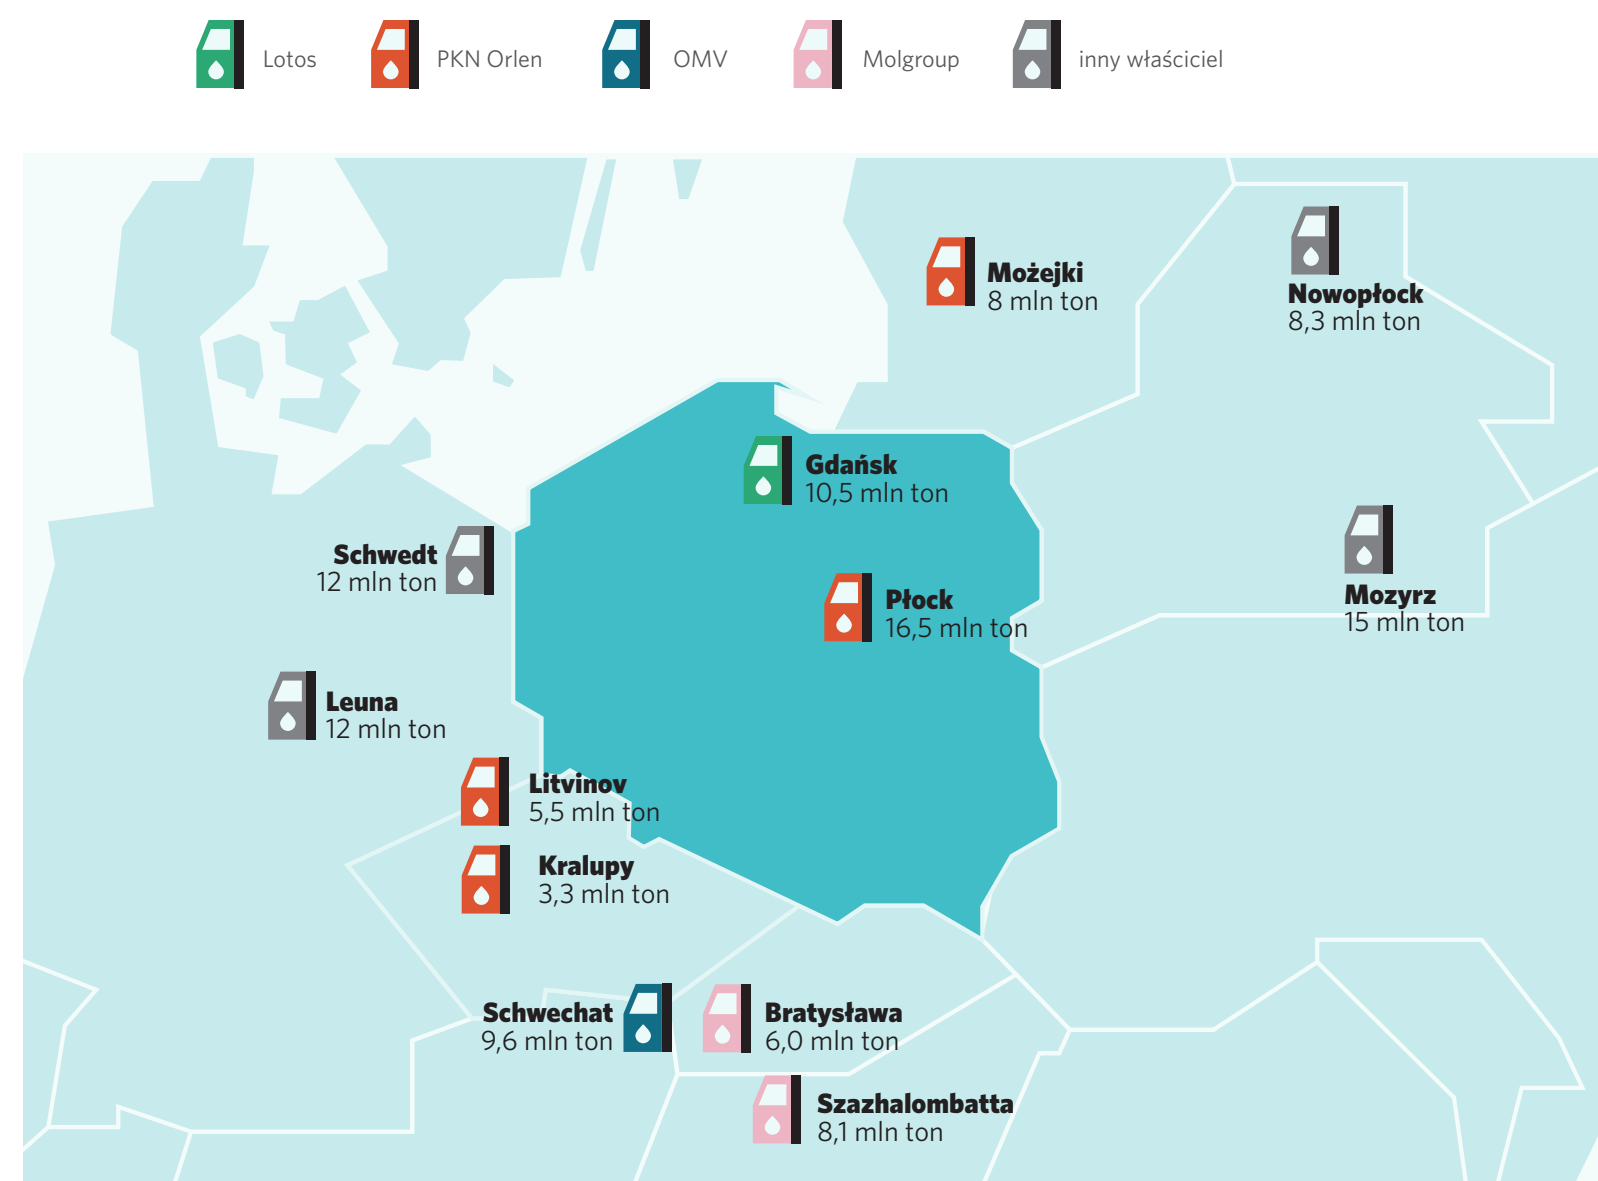 Lotos
PKN Orlen
OMV
Molgroup
inny właściciel
Możejki
8 mln ton
Nowopłock
8,3 mln ton
Gdańsk
10,5 mln ton
Schwedt
12 mln ton
Mozyrz
15 mln ton
Płock
16,5 mln ton
Leuna
12 mln ton
Litvinov
5,5 mln ton
Kralupy
3,3 mln ton
Schwechat
9,6 mln ton
Bratysława
6,0 mln ton
Szazhalombatta
8,1 mln ton